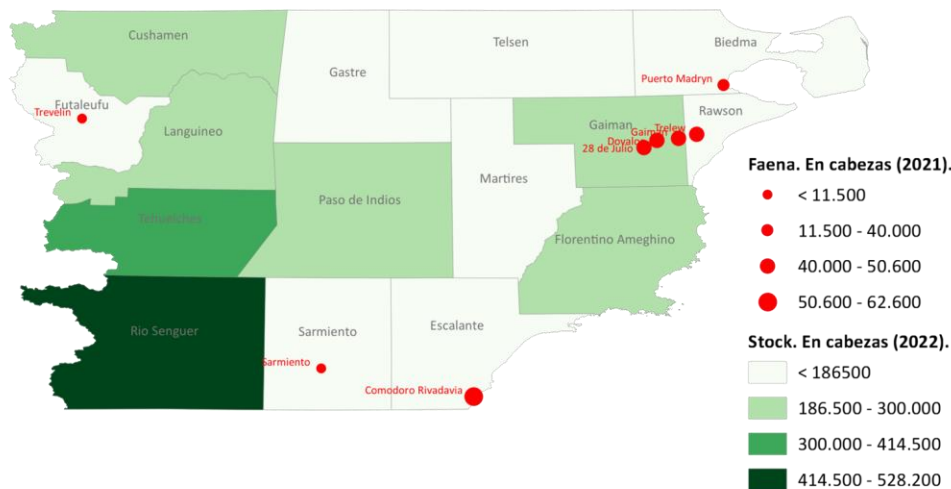 Cushamen
Telsen
Biedma
Gastre
Puerto Madryn
Futaleufu
Trevelin
Rawson
Languineo
Gaiman
Trelew
Gaiman
Dovalos
28 de Julio
Martires
Paso de Indios
Tehuelches
Florentino Ameghino
Rio Senguer
Sarmiento
Escalante
Sarmiento
Comodoro Rivadavia
Faena. En cabezas (2021).
< 11.500
11.500 - 40.000
40.000 - 50.600
50.600 - 62.600
Stock. En cabezas (2022).
< 186500
186.500 - 300.000
300.000 - 414.500
414.500 - 528.200